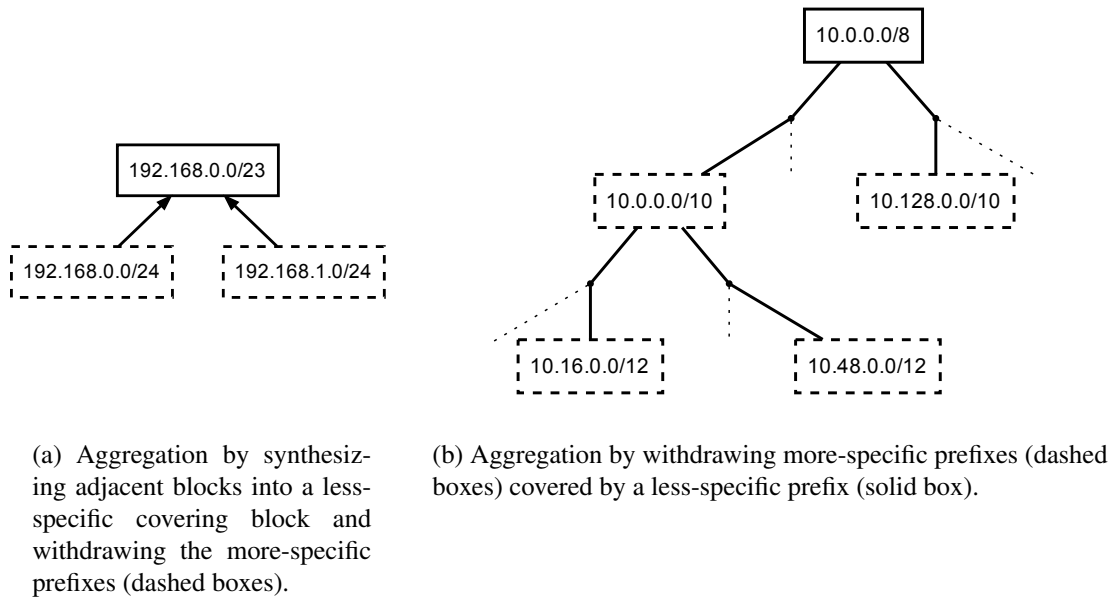 192.168.0.0/23
192.168.0.0/24
192.168.1.0/24
10.0.0.0/8
10.0.0.0/10
10.128.0.0/10
10.16.0.0/12
10.48.0.0/12
(a) Aggregation by synthesiz-
ing adjacent blocks into a less-
specific covering block and
withdrawing the more-specific
prefixes (dashed boxes).
(b) Aggregation by withdrawing more-specific prefixes (dashed
boxes) covered by a less-specific prefix (solid box).